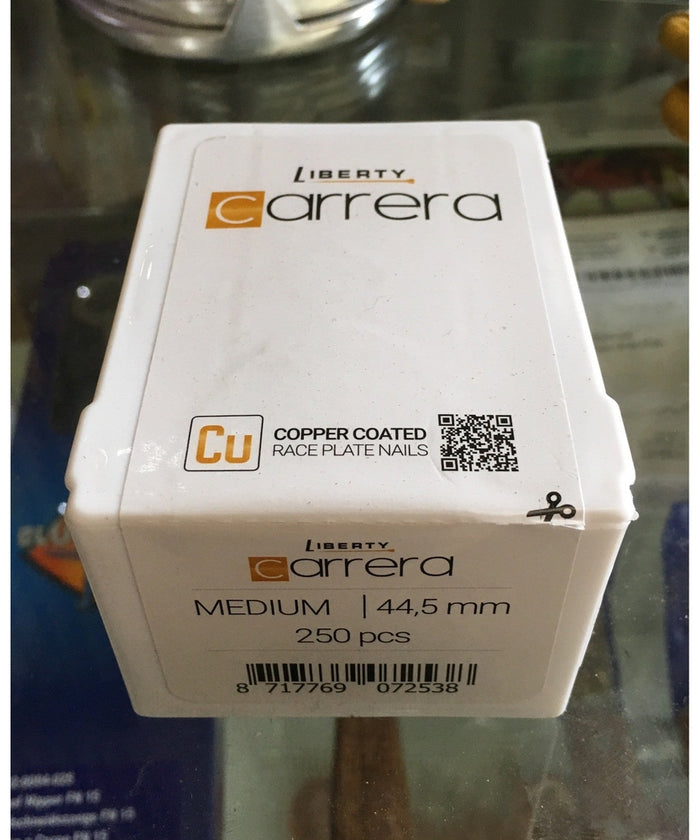 LIBERTY
carrera
Cu
COPPER COATED
RACE PLATE NAILS
LIBERTY
carrera
MEDIUM | 44,5 mm
250 pcs
8 717769 072538